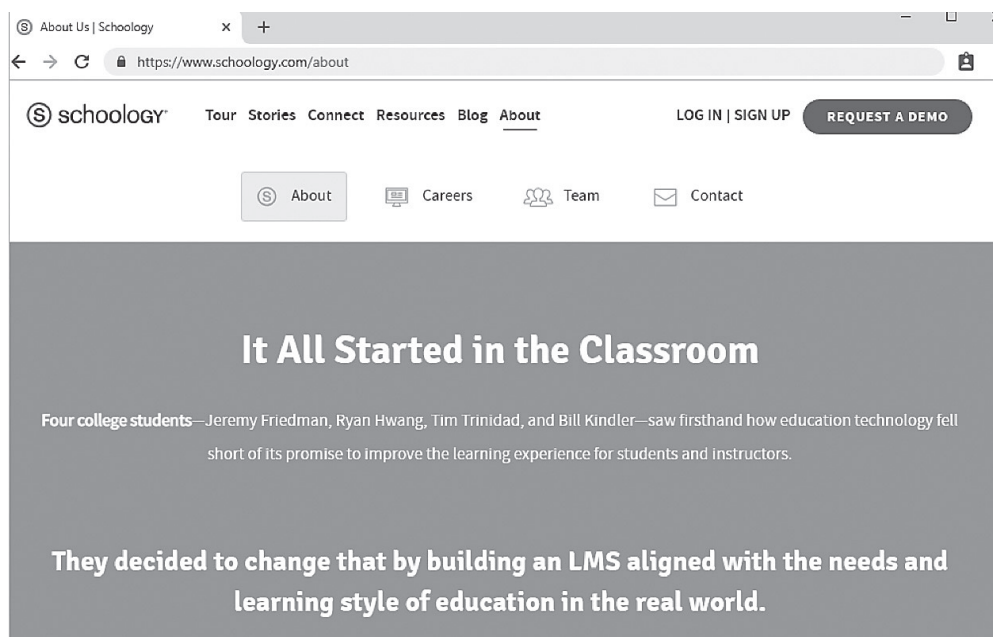 About Us | Schoology
https://www.schoology.com/about
schoology Tour Stories Connect Resources Blog About LOG IN | SIGN UP REQUEST A DEMO
About Careers Team Contact
It All Started in the Classroom
Four college students—Jeremy Friedman, Ryan Hwang, Tim Trinidad, and Bill Kindler—saw firsthand how education technology fell
short of its promise to improve the learning experience for students and instructors.
They decided to change that by building an LMS aligned with the needs and
learning style of education in the real world.